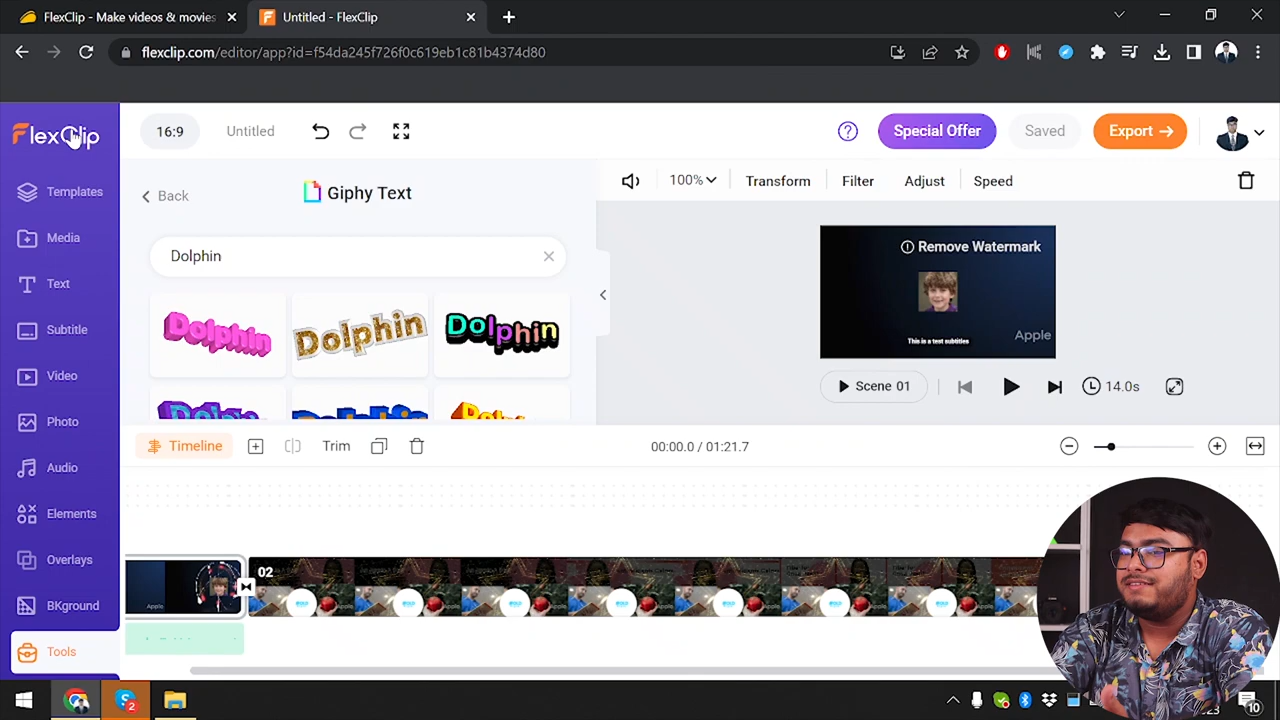 FlexClip - Make videos & movies
Untitled - FlexClip
flexclip.com/editor/app?id=f54da245f726f0c619eb1c81b4374d80
FlexClip
16:9
Untitled
Special Offer
Saved
Export →
Templates
Media
Text
Subtitle
Video
Photo
Audio
Elements
Overlays
BKground
Tools
Back
Giphy Text
Dolphin
Dolphin
Dolphin
Dolphin
100%
Transform
Filter
Adjust
Speed
Remove Watermark
Apple
This is a test subtitles
Scene 01
14.0s
Timeline
Trim
00:00.0 / 01:21.7
Apple
02
2
10